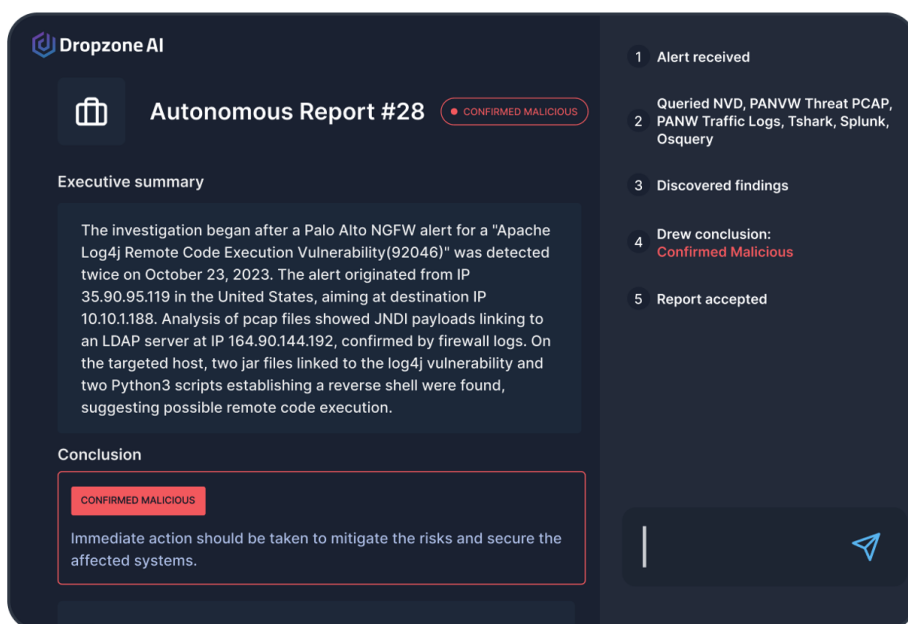 Dropzone AI
Autonomous Report #28
CONFIRMED MALICIOUS
Executive summary
The investigation began after a Palo Alto NGFW alert for a "Apache
Log4j Remote Code Execution Vulnerability(92046)" was detected
twice on October 23, 2023. The alert originated from IP
35.90.95.119 in the United States, aiming at destination IP
10.10.1.188. Analysis of pcap files showed JNDI payloads linking to
an LDAP server at IP 164.90.144.192, confirmed by firewall logs. On
the targeted host, two jar files linked to the log4j vulnerability and
two Python3 scripts establishing a reverse shell were found,
suggesting possible remote code execution.
Conclusion
CONFIRMED MALICIOUS
Immediate action should be taken to mitigate the risks and secure the
affected systems.
1 Alert received
2 Queried NVD, PANVW Threat PCAP,
PANW Traffic Logs, Tshark, Splunk,
Osquery
3 Discovered findings
4 Drew conclusion:
Confirmed Malicious
5 Report accepted